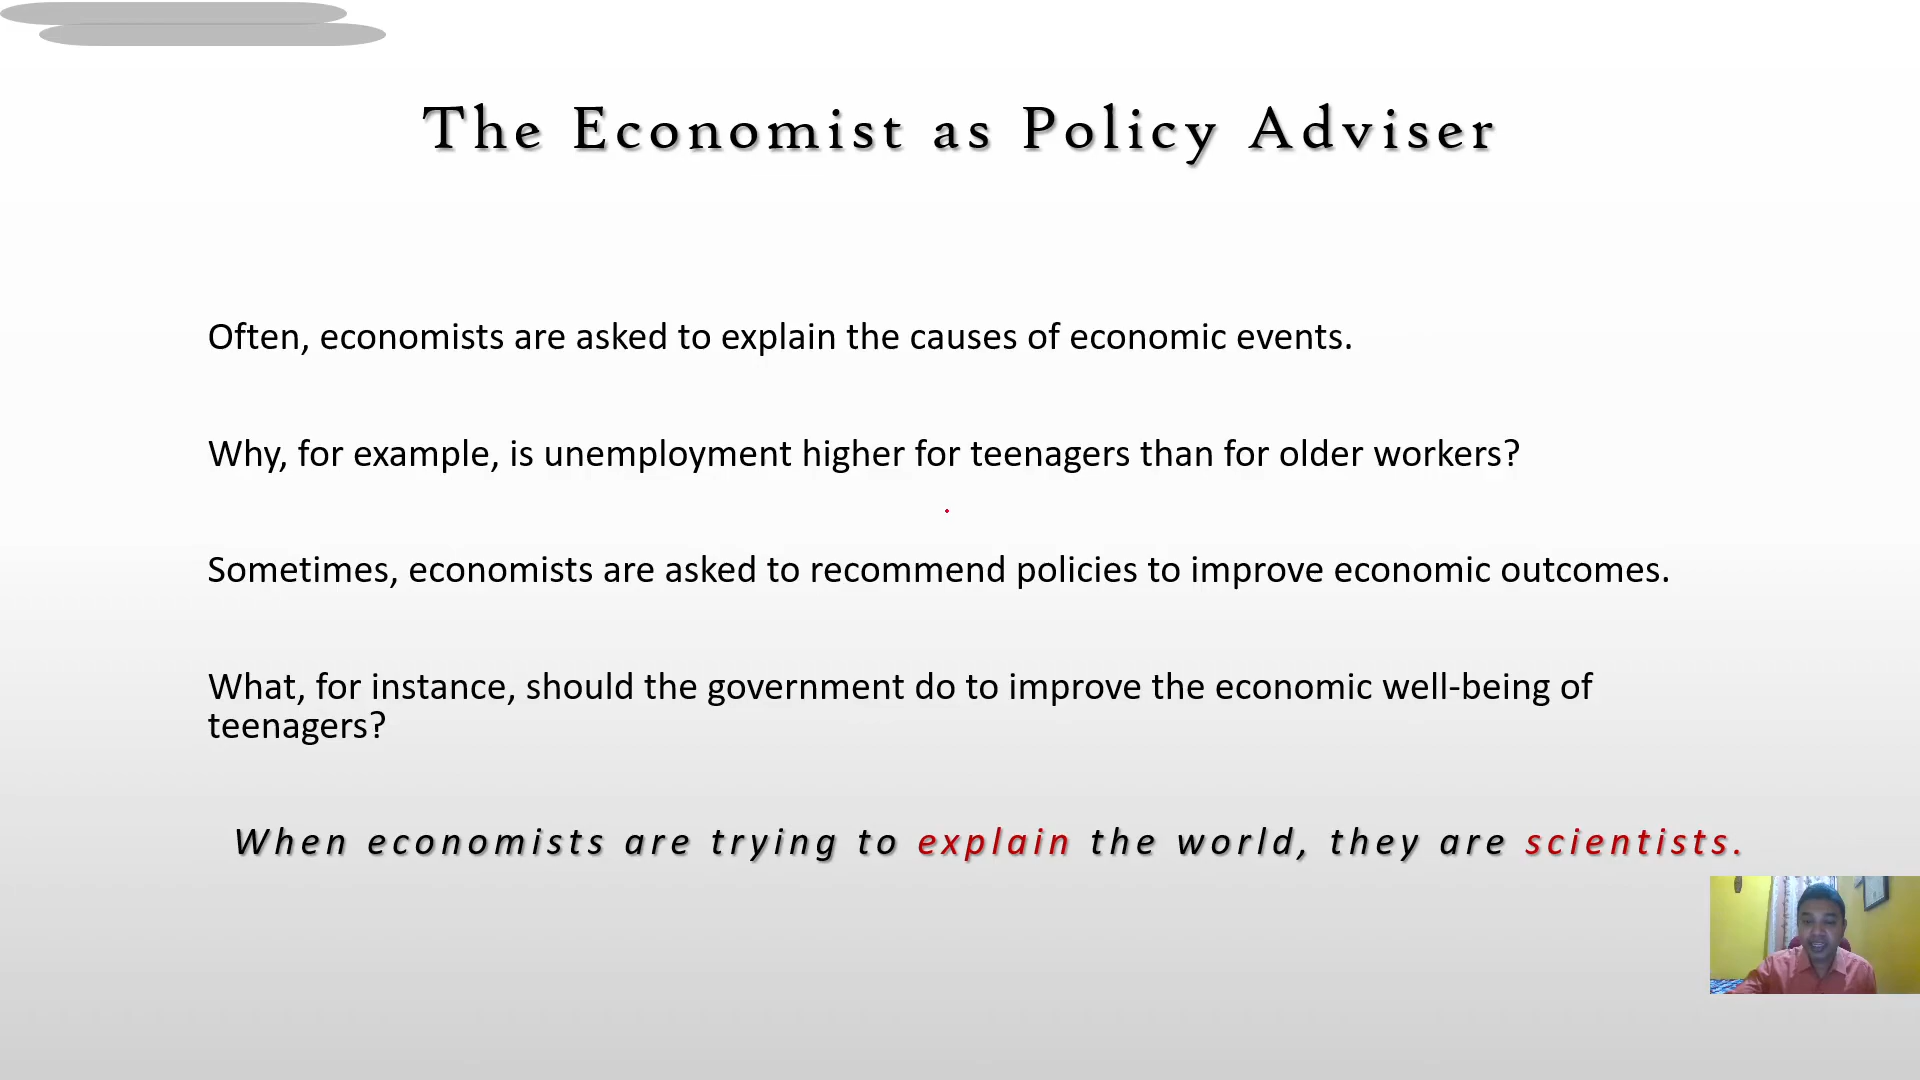 The Economist as Policy Adviser
Often, economists are asked to explain the causes of economic events.
Why, for example, is unemployment higher for teenagers than for older workers?
Sometimes, economists are asked to recommend policies to improve economic outcomes.
What, for instance, should the government do to improve the economic well-being of
teenagers?
When economists are trying to explain the world, they are scientists.